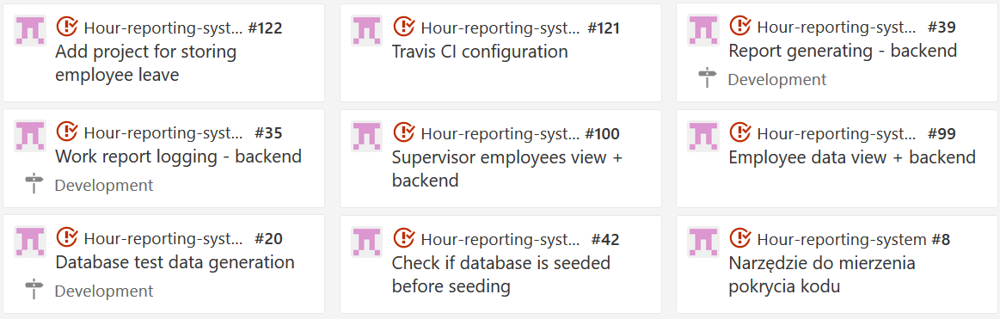 Hour-reporting-syst... #122
Add project for storing
employee leave
Hour-reporting-syst... #121
Travis CI configuration
Hour-reporting-syst... #39
Report generating - backend
Development
Hour-reporting-syst... #35
Work report logging - backend
Development
Hour-reporting-syst... #100
Supervisor employees view +
backend
Hour-reporting-syst... #99
Employee data view + backend
Hour-reporting-syst... #20
Database test data generation
Development
Hour-reporting-syst... #42
Check if database is seeded
before seeding
Hour-reporting-system #8
Narzędzie do mierzenia
pokrycia kodu